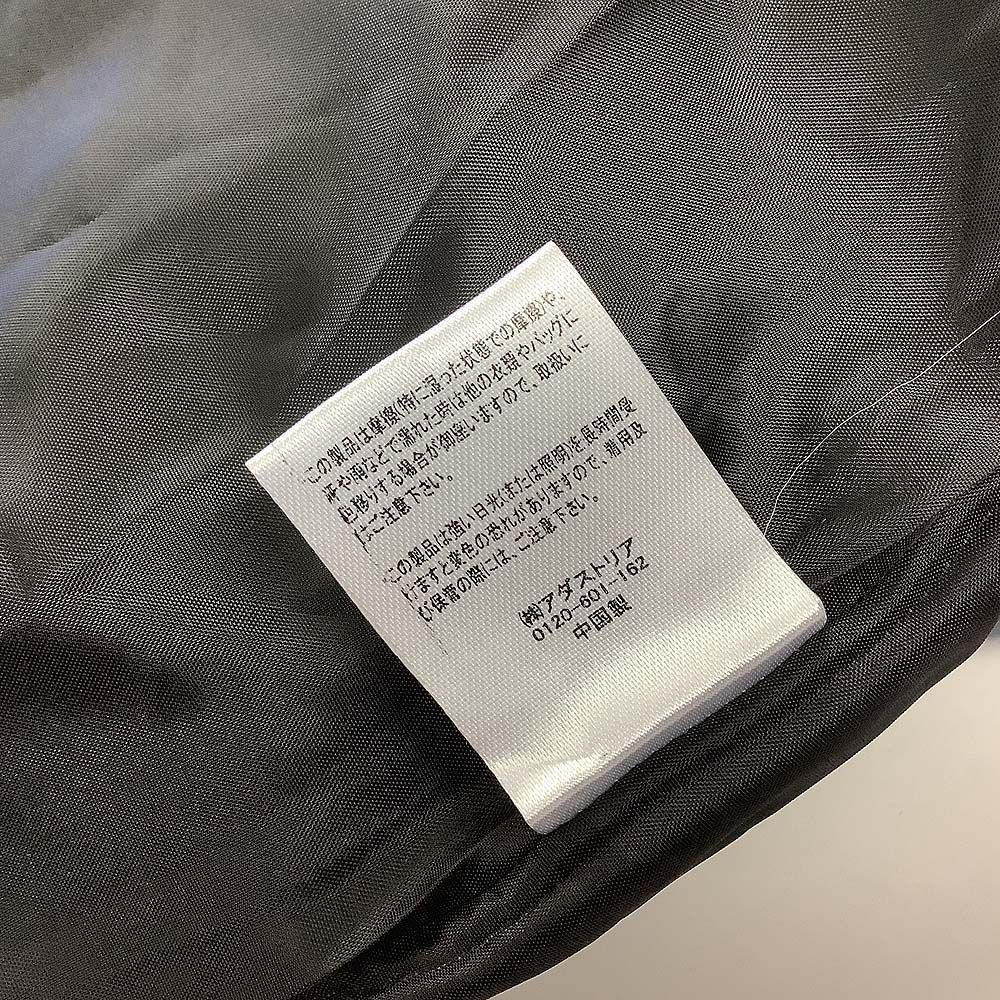 この製品は摩擦(特に湿った状態での摩擦)や、
汗や雨などで濡れた時は他の衣類やバッグに
色移りする場合が御座いますので、取扱いに
はご注意下さい。
この製品は強い日光(または照明)を長時間受
けますと変色の恐れがありますので、着用及
び保管の際には、ご注意下さい。
(株)アダストリア
0120-601-162
中国製